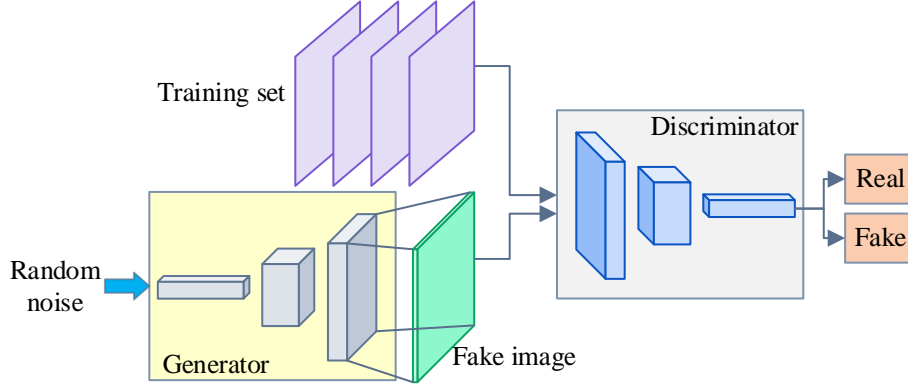 Training set
Discriminator
Real
Fake
Random
noise
Generator
Fake image